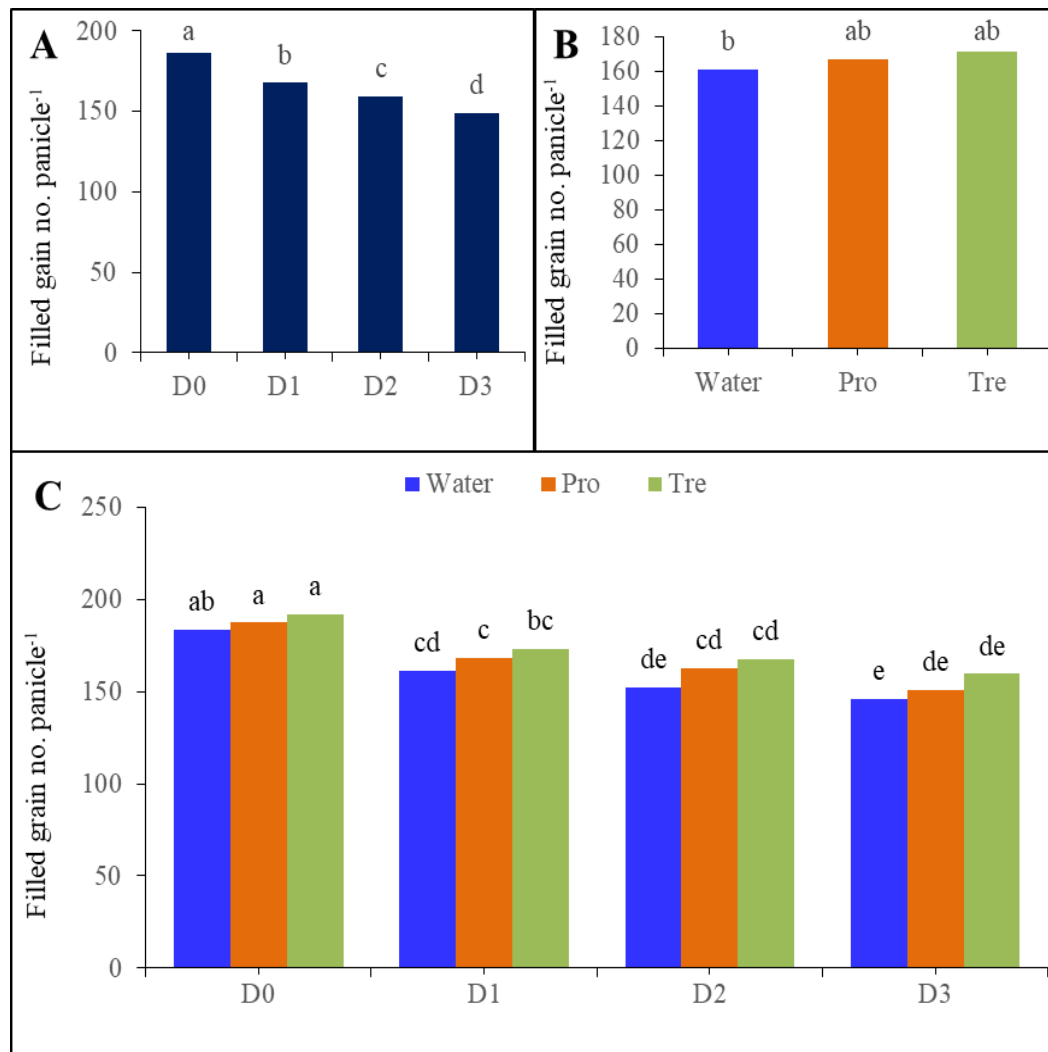 A
Filled gain no. panicle⁻¹
200
150
100
50
0
a
b
c
d
D0 D1 D2 D3
B
Filled grain no. panicle⁻¹
180
160
140
120
100
80
60
40
20
0
b
ab
ab
Water Pro Tre
C
Water Pro Tre
Filled grain no. panicle⁻¹
250
200
150
100
50
0
ab a a
cd c bc
de cd cd
e de de
D0 D1 D2 D3